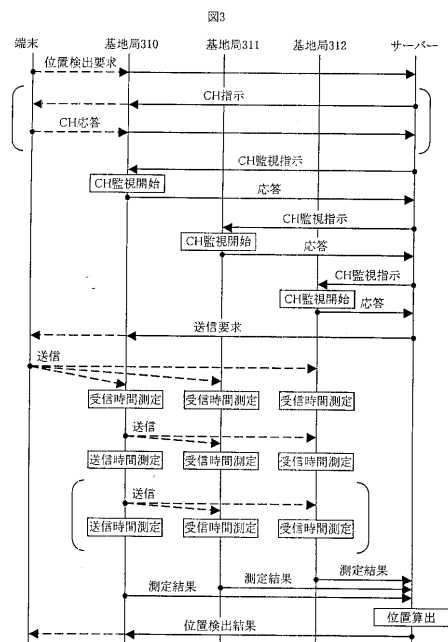 図3
端末 基地局310 基地局311 基地局312 サーバー
位置検出要求
CH指示
CH応答
CH監視指示
CH監視開始
応答
CH監視指示
CH監視開始
応答
CH監視指示
CH監視開始
応答
送信要求
送信
受信時間測定 受信時間測定 受信時間測定
送信
送信時間測定 受信時間測定 受信時間測定
送信
送信時間測定 受信時間測定 受信時間測定
測定結果
測定結果
測定結果
位置算出
位置検出結果